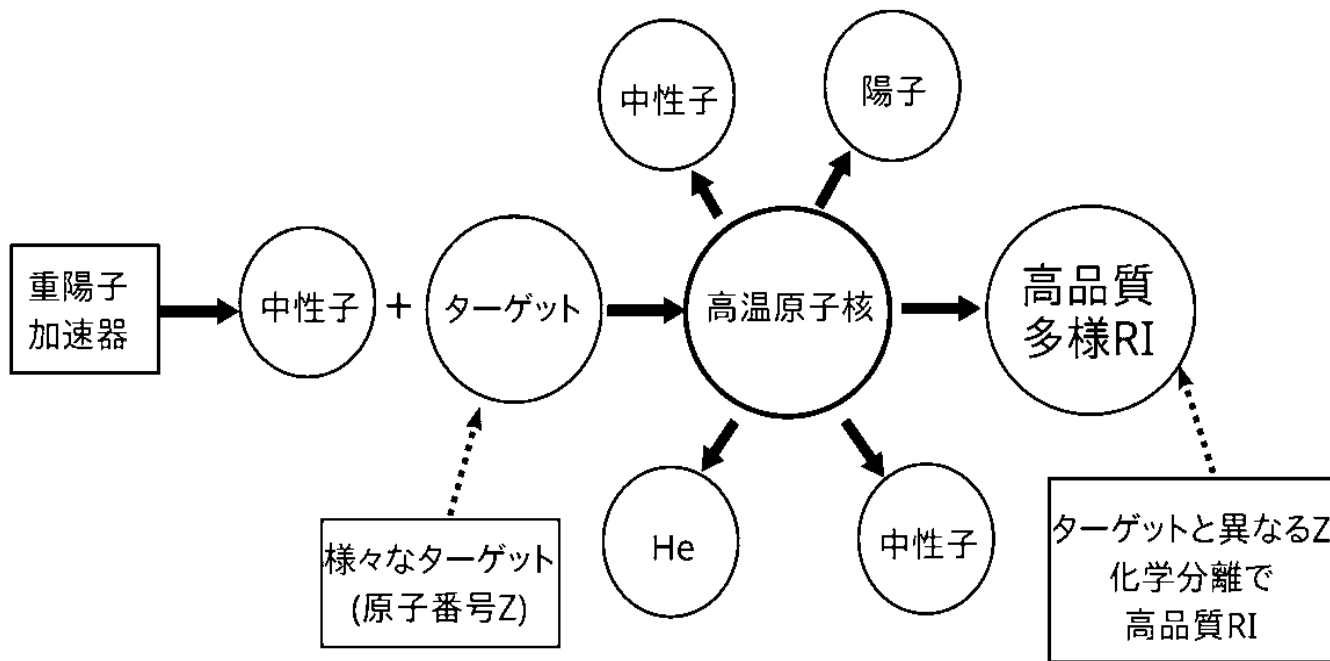 中性子
陽子
重陽子
加速器
中性子
+
ターゲット
高温原子核
高品質
多様RI
様々なターゲット
(原子番号Z)
He
中性子
ターゲットと異なるZ
化学分離で
高品質RI